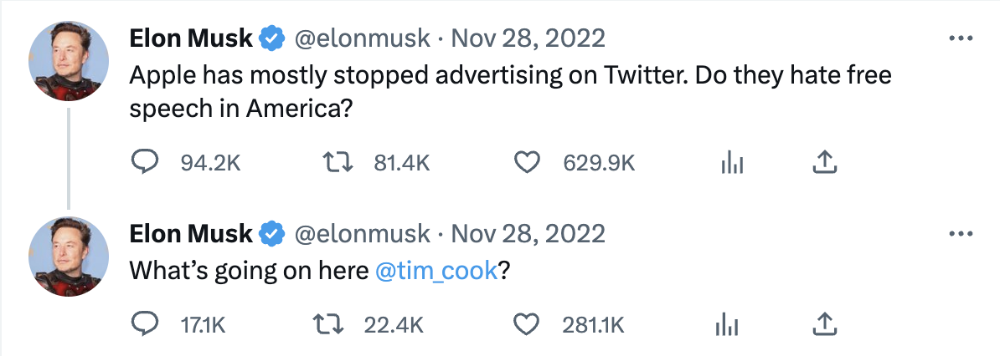 Elon Musk @elonmusk · Nov 28, 2022
Apple has mostly stopped advertising on Twitter. Do they hate free
speech in America?
94.2K 81.4K 629.9K
Elon Musk @elonmusk · Nov 28, 2022
What’s going on here @tim_cook?
17.1K 22.4K 281.1K